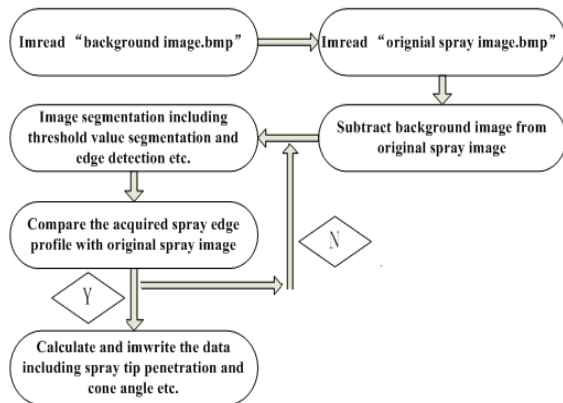 Imread “background image.bmp”
Imread “orignial spray image.bmp”
Image segmentation including
threshold value segmentation and
edge detection etc.
Subtract background image from
original spray image
Compare the acquired spray edge
profile with original spray image
N
Y
Calculate and imwrite the data
including spray tip penetration and
cone angle etc.